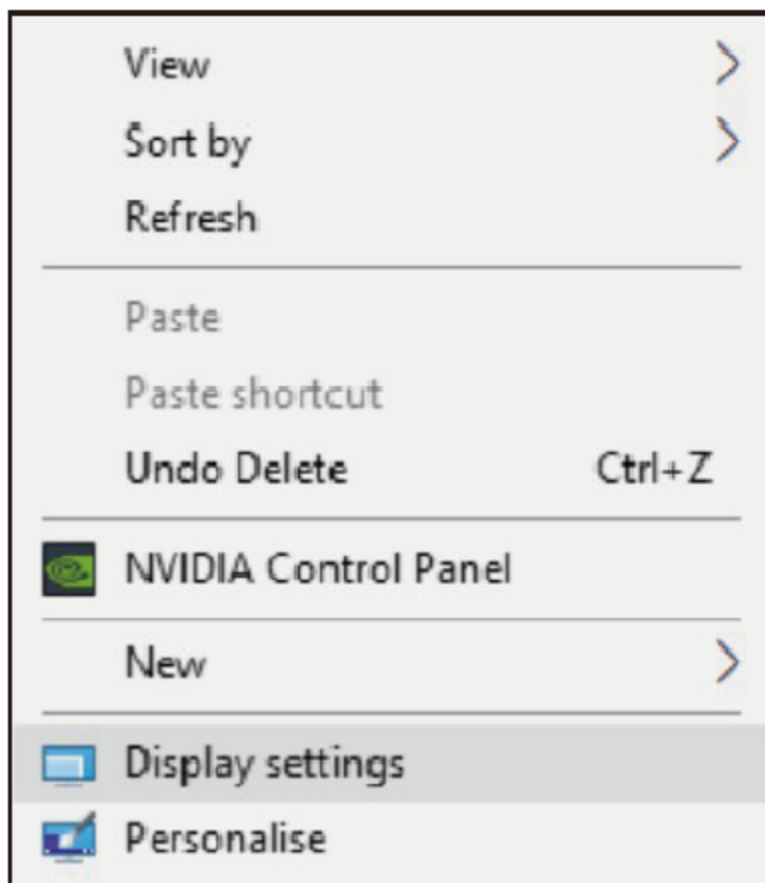 View
Sort by
Refresh
Paste
Paste shortcut
Undo Delete Ctrl+Z
NVIDIA Control Panel
New
Display settings
Personalise